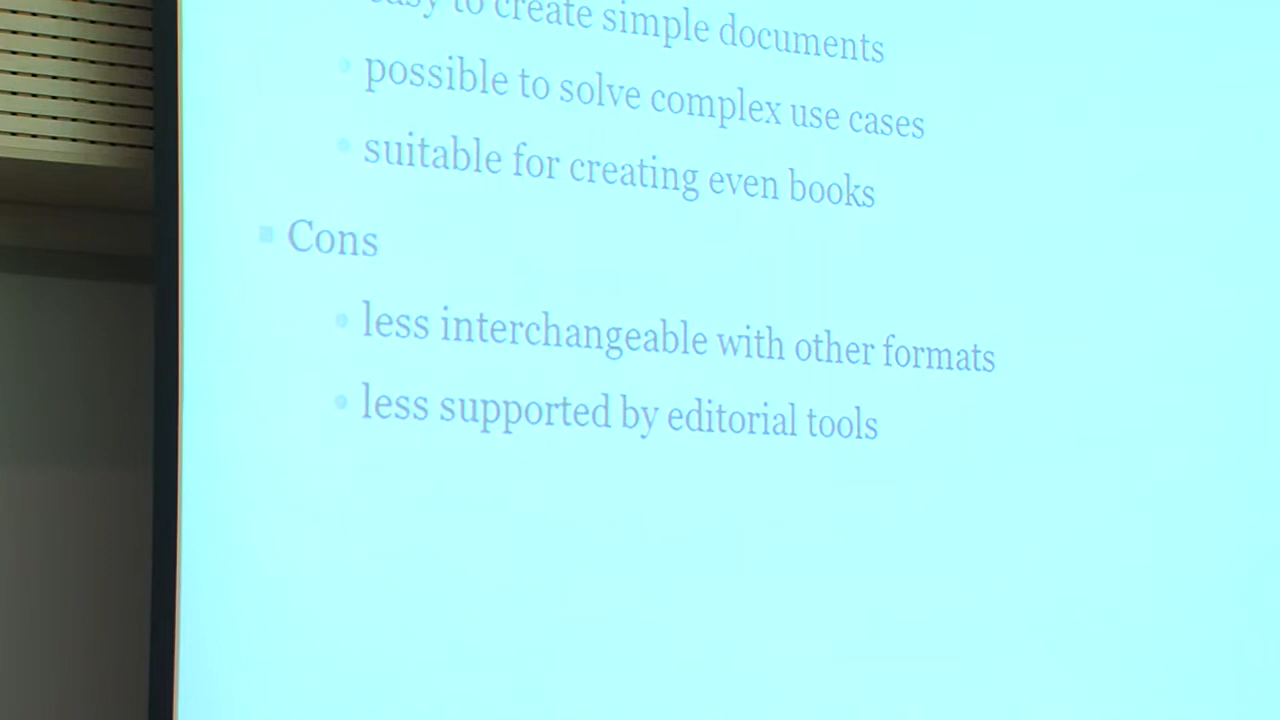 easy to create simple documents
possible to solve complex use cases
suitable for creating even books
Cons
less interchangeable with other formats
less supported by editorial tools